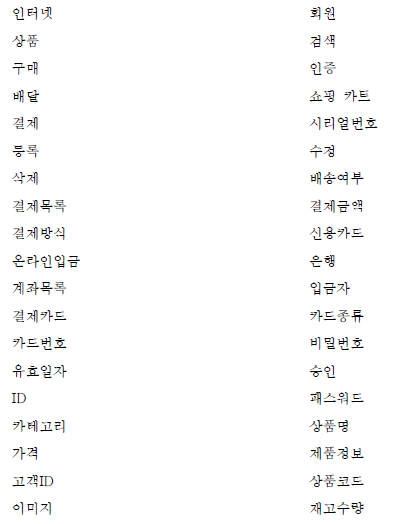 인터넷 회원
상품 검색
구매 인증
배달 쇼핑 카트
결제 시리얼번호
등록 수정
삭제 배송여부
결제목록 결제금액
결제방식 신용카드
온라인입금 은행
계좌목록 입금자
결제카드 카드종류
카드번호 비밀번호
유효일자 승인
ID 패스워드
카테고리 상품명
가격 제품정보
고객ID 상품코드
이미지 재고수량